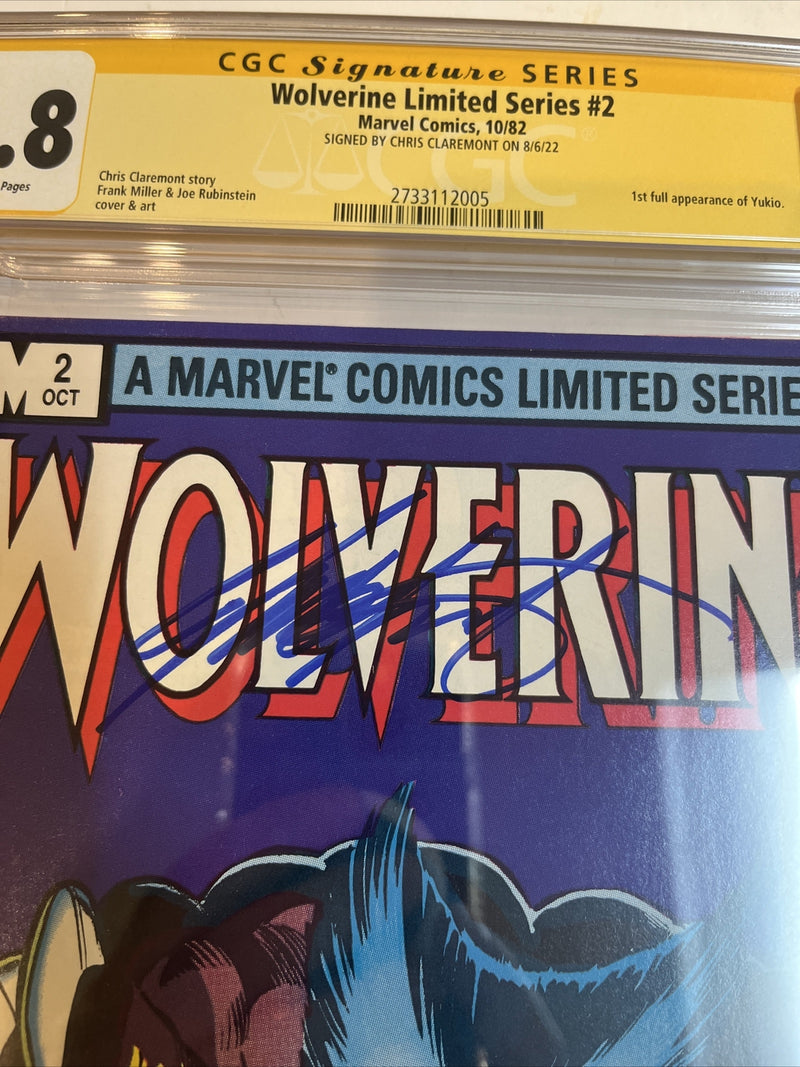 CGC Signature SERIES
.8
Pages
Wolverine Limited Series #2
Marvel Comics, 10/82
SIGNED BY CHRIS CLAREMONT ON 8/6/22
Chris Claremont story
Frank Miller & Joe Rubinstein
cover & art
CGC®
2733112005
1st full appearance of Yukio.
M
2
OCT
A MARVEL® COMICS LIMITED SERIE
WOLVERIN